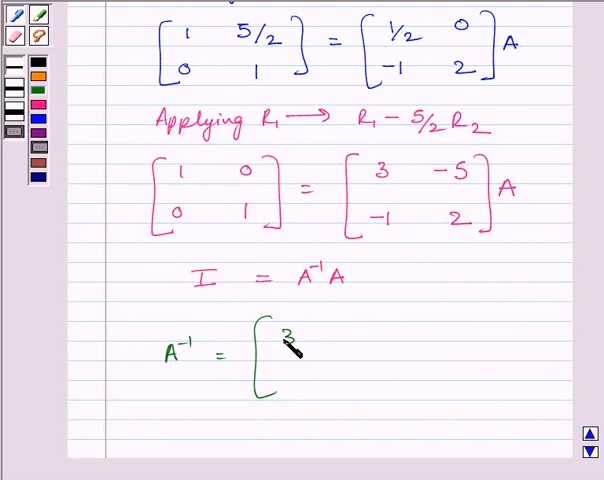 [1 5/2 = [1/2 0
0 1] -1 2] A
Applying R₁ → R₁ - 5/2 R₂
[1 0 = [3 -5
0 1] -1 2] A
I = A⁻¹A
A⁻¹ = [3